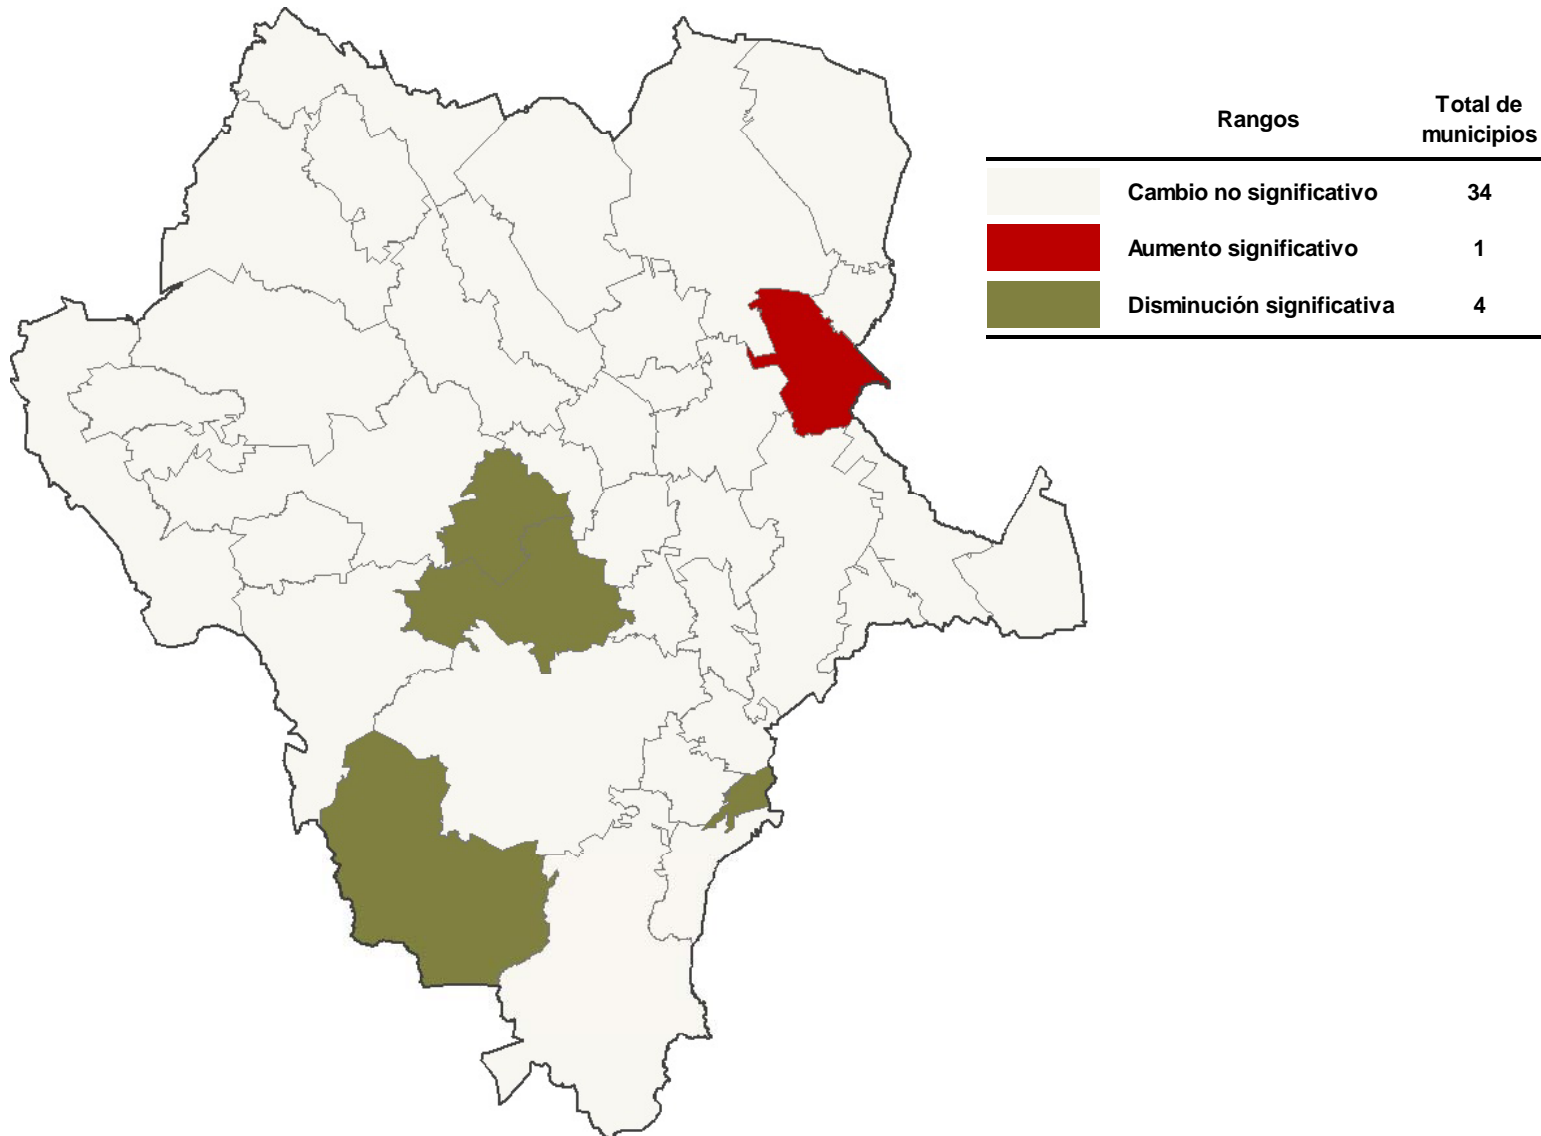 Rangos
Total de
municipios
Cambio no significativo 34
Aumento significativo 1
Disminución significativa 4